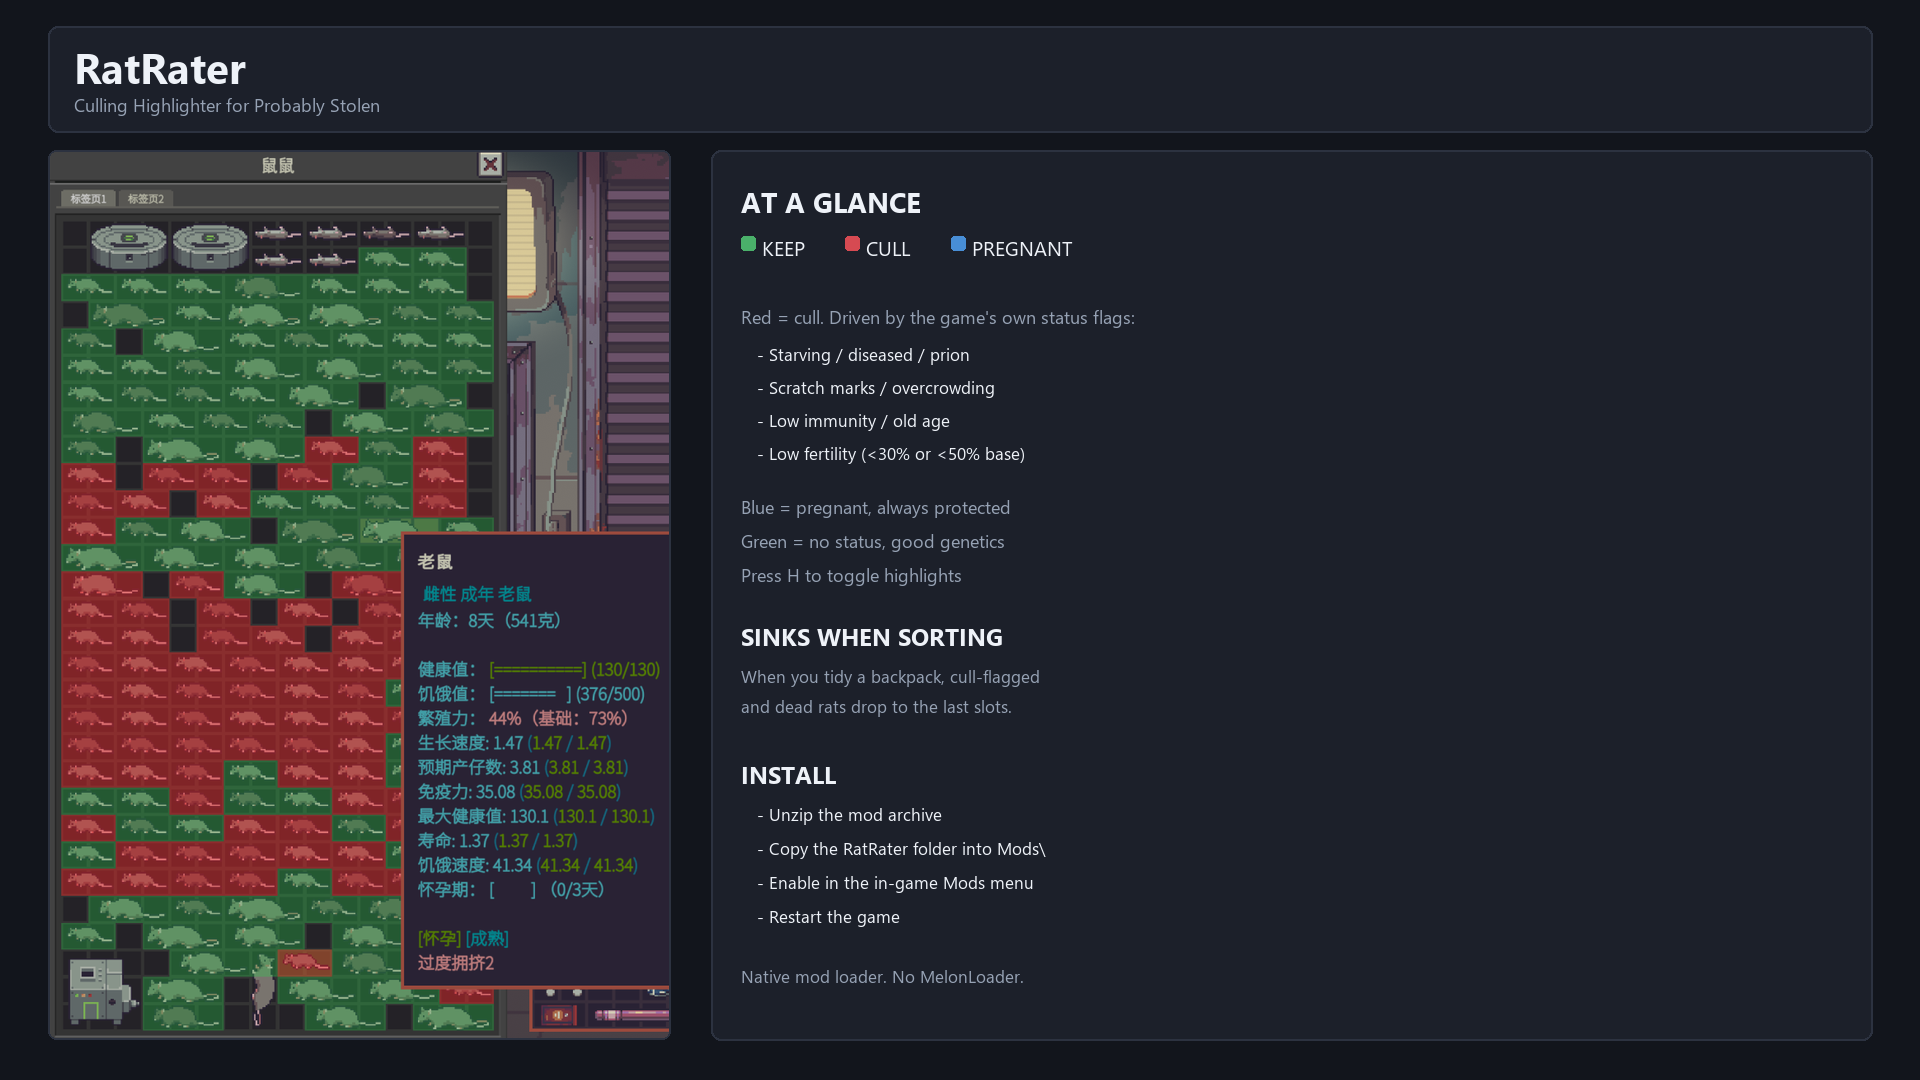 RatRater
Culling Highlighter for Probably Stolen
鼠鼠
标签页1 标签页2
老鼠
雌性 成年 老鼠
年龄：8天（541克）
健康值： [==========] (130/130)
饥饿值： [======= ] (376/500)
繁殖力： 44%（基础：73%）
生长速度: 1.47 (1.47 / 1.47)
预期产仔数: 3.81 (3.81 / 3.81)
免疫力: 35.08 (35.08 / 35.08)
最大健康值: 130.1 (130.1 / 130.1)
寿命: 1.37 (1.37 / 1.37)
饥饿速度: 41.34 (41.34 / 41.34)
怀孕期： [ ] （0/3天）
[怀孕] [成熟]
过度拥挤2
AT A GLANCE
KEEP CULL PREGNANT
Red = cull. Driven by the game's own status flags:
- Starving / diseased / prion
- Scratch marks / overcrowding
- Low immunity / old age
- Low fertility (<30% or <50% base)
Blue = pregnant, always protected
Green = no status, good genetics
Press H to toggle highlights
SINKS WHEN SORTING
When you tidy a backpack, cull-flagged
and dead rats drop to the last slots.
INSTALL
- Unzip the mod archive
- Copy the RatRater folder into Mods\
- Enable in the in-game Mods menu
- Restart the game
Native mod loader. No MelonLoader.